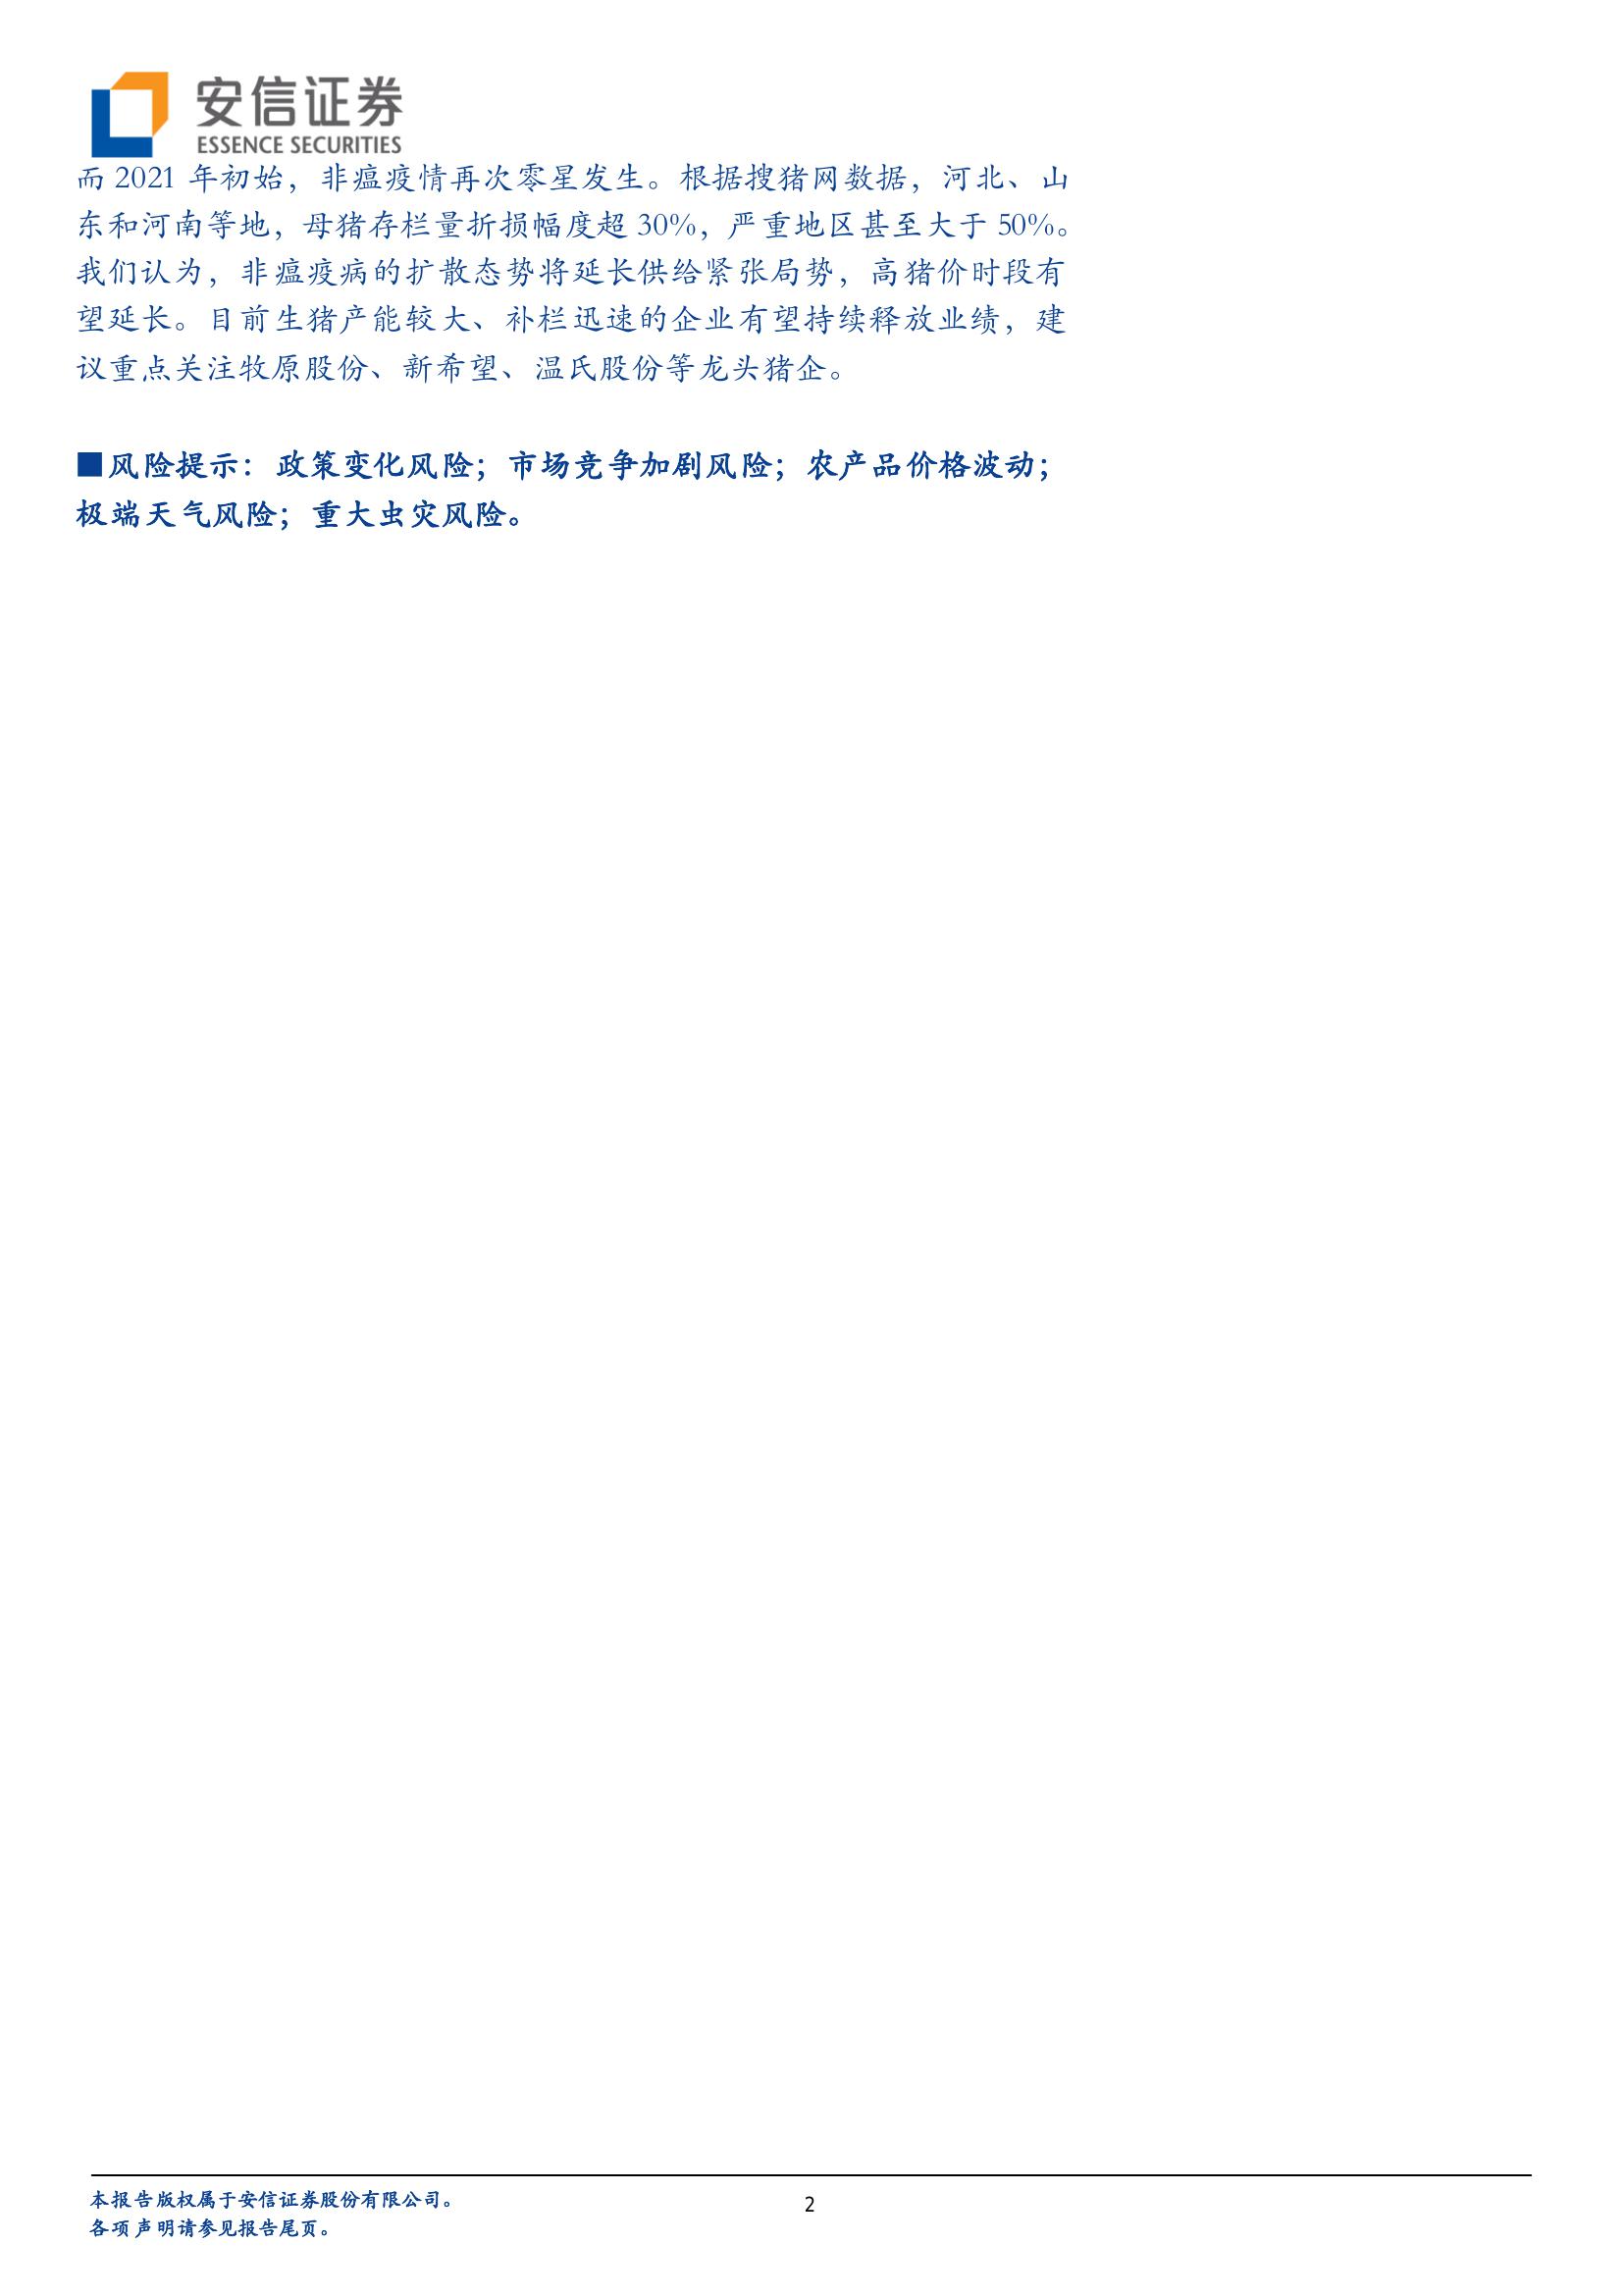 安信证券
ESSENCE SECURITIES
而 2021 年初始，非瘟疫情再次零星发生。根据搜猪网数据，河北、山
东和河南等地，母猪存栏量折损幅度超 30%，严重地区甚至大于 50%。
我们认为，非瘟疫病的扩散态势将延长供给紧张局势，高猪价时段有
望延长。目前生猪产能较大、补栏迅速的企业有望持续释放业绩，建
议重点关注牧原股份、新希望、温氏股份等龙头猪企。
■风险提示：政策变化风险；市场竞争加剧风险；农产品价格波动；
极端天气风险；重大虫灾风险。
本报告版权属于安信证券股份有限公司。
2
各项声明请参见报告尾页。